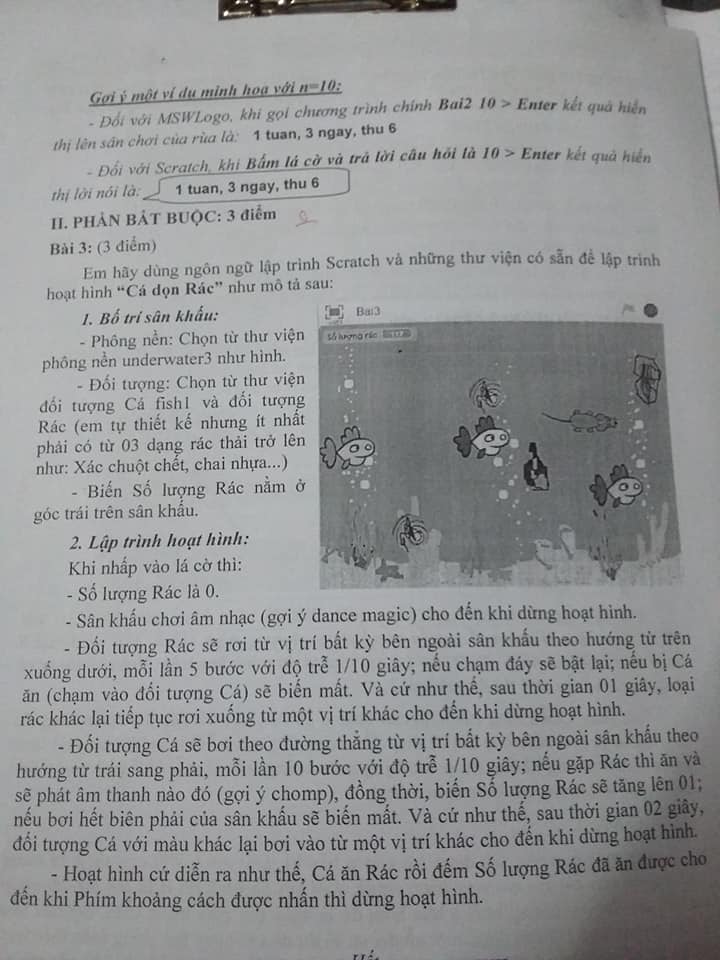 Gợi ý một ví dụ minh hoạ với n=10:
- Đối với MSWLogo, khi gọi chương trình chính Bai2 10 > Enter kết quả hiển
thị lên sân chơi của rùa là: 1 tuan, 3 ngay, thu 6
- Đối với Scratch, khi Bấm lá cờ và trả lời câu hỏi là 10 > Enter kết quả hiển
thị lời nói là: 1 tuan, 3 ngay, thu 6
II. PHẦN BẮT BUỘC: 3 điểm
Bài 3: (3 điểm)
Em hãy dùng ngôn ngữ lập trình Scratch và những thư viện có sẵn để lập trình
hoạt hình “Cá dọn Rác” như mô tả sau:
1. Bố trí sân khấu:
- Phông nền: Chọn từ thư viện
phông nền underwater3 như hình.
- Đối tượng: Chọn từ thư viện
đối tượng Cá fish1 và đối tượng
Rác (em tự thiết kế nhưng ít nhất
phải có từ 03 dạng rác thải trở lên
như: Xác chuột chết, chai nhựa...)
- Biến Số lượng Rác nằm ở
góc trái trên sân khấu.
Bai3
Số lượng rác
2. Lập trình hoạt hình:
Khi nhấp vào lá cờ thì:
- Số lượng Rác là 0.
- Sân khấu chơi âm nhạc (gợi ý dance magic) cho đến khi dừng hoạt hình.
- Đối tượng Rác sẽ rơi từ vị trí bất kỳ bên ngoài sân khấu theo hướng từ trên
xuống dưới, mỗi lần 5 bước với độ trễ 1/10 giây; nếu chạm đáy sẽ bật lại; nếu bị Cá
ăn (chạm vào đối tượng Cá) sẽ biến mất. Và cứ như thế, sau thời gian 01 giây, loại
rác khác lại tiếp tục rơi xuống từ một vị trí khác cho đến khi dừng hoạt hình.
- Đối tượng Cá sẽ bơi theo đường thẳng từ vị trí bất kỳ bên ngoài sân khấu theo
hướng từ trái sang phải, mỗi lần 10 bước với độ trễ 1/10 giây; nếu gặp Rác thì ăn và
sẽ phát âm thanh nào đó (gợi ý chomp), đồng thời, biến Số lượng Rác sẽ tăng lên 01;
nếu bơi hết biên phải của sân khấu sẽ biến mất. Và cứ như thế, sau thời gian 02 giây,
đối tượng Cá với màu khác lại bơi vào từ một vị trí khác cho đến khi dừng hoạt hình.
- Hoạt hình cứ diễn ra như thế, Cá ăn Rác rồi đếm Số lượng Rác đã ăn được cho
đến khi Phím khoảng cách được nhấn thì dừng hoạt hình.